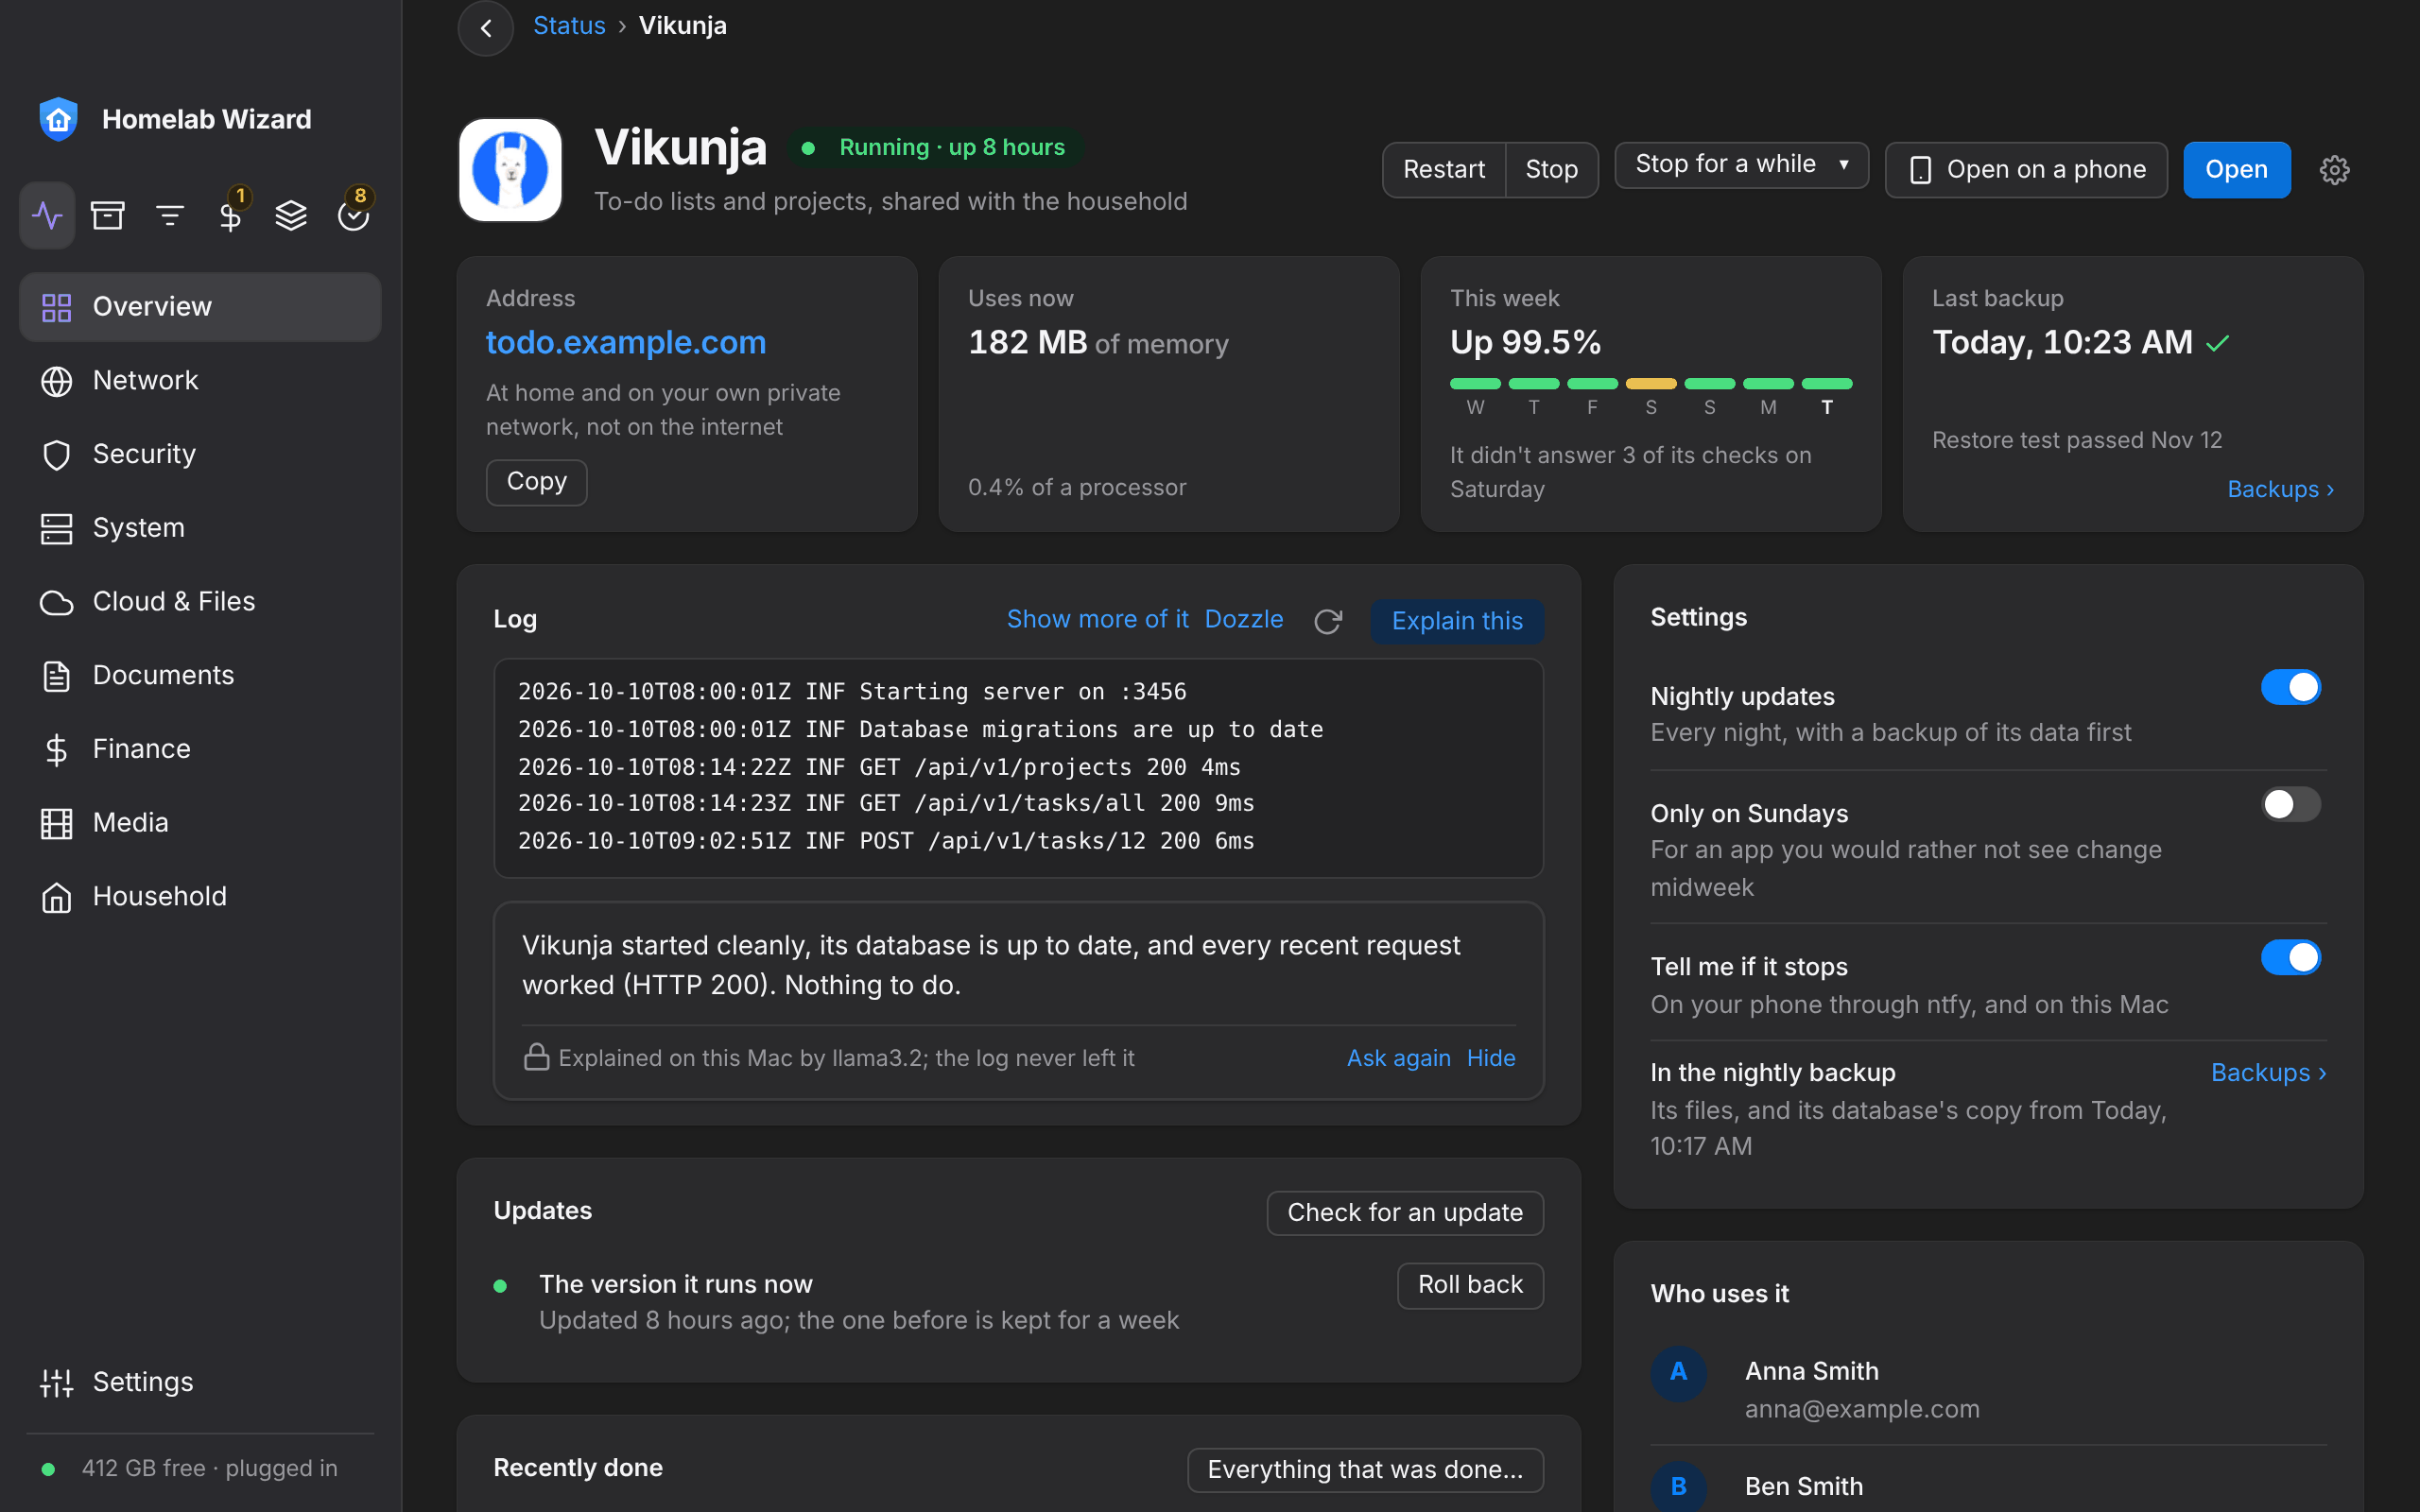 Status › Vikunja
Homelab Wizard
1
8
Overview
Network
Security
System
Cloud & Files
Documents
Finance
Media
Household
Settings
412 GB free · plugged in
Vikunja
Running · up 8 hours
To-do lists and projects, shared with the household
Restart
Stop
Stop for a while
Open on a phone
Open
Address
todo.example.com
At home and on your own private
network, not on the internet
Copy
Uses now
182 MB of memory
0.4% of a processor
This week
Up 99.5%
W T F S S M T
It didn't answer 3 of its checks on
Saturday
Last backup
Today, 10:23 AM
Restore test passed Nov 12
Backups ›
Log
Show more of it
Dozzle
Explain this
2026-10-10T08:00:01Z INF Starting server on :3456
2026-10-10T08:00:01Z INF Database migrations are up to date
2026-10-10T08:14:22Z INF GET /api/v1/projects 200 4ms
2026-10-10T08:14:23Z INF GET /api/v1/tasks/all 200 9ms
2026-10-10T09:02:51Z INF POST /api/v1/tasks/12 200 6ms
Vikunja started cleanly, its database is up to date, and every recent request
worked (HTTP 200). Nothing to do.
Explained on this Mac by llama3.2; the log never left it
Ask again
Hide
Updates
Check for an update
The version it runs now
Updated 8 hours ago; the one before is kept for a week
Roll back
Recently done
Everything that was done...
Settings
Nightly updates
Every night, with a backup of its data first
Only on Sundays
For an app you would rather not see change
midweek
Tell me if it stops
On your phone through ntfy, and on this Mac
In the nightly backup
Backups ›
Its files, and its database's copy from Today,
10:17 AM
Who uses it
A
Anna Smith
anna@example.com
B
Ben Smith